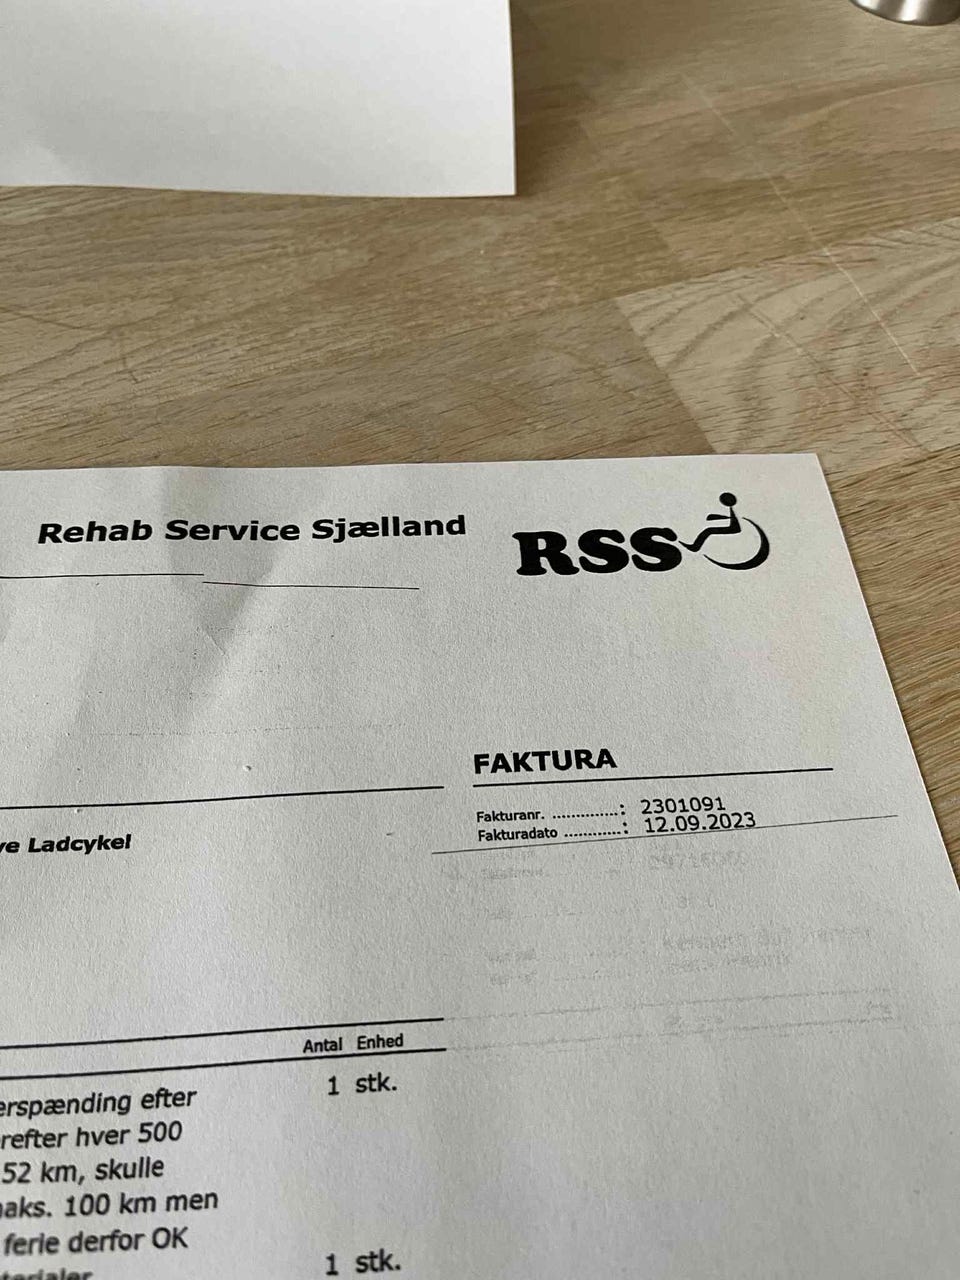 Rehab Service Sjælland
RSS
FAKTURA
Fakturanr. ..............: 2301091
Fakturadato ............: 12.09.2023
ve Ladcykel
Antal Enhed
erspænding efter 1 stk.
refter hver 500
52 km, skulle
aks. 100 km men
ferie derfor OK
terialer 1 stk.